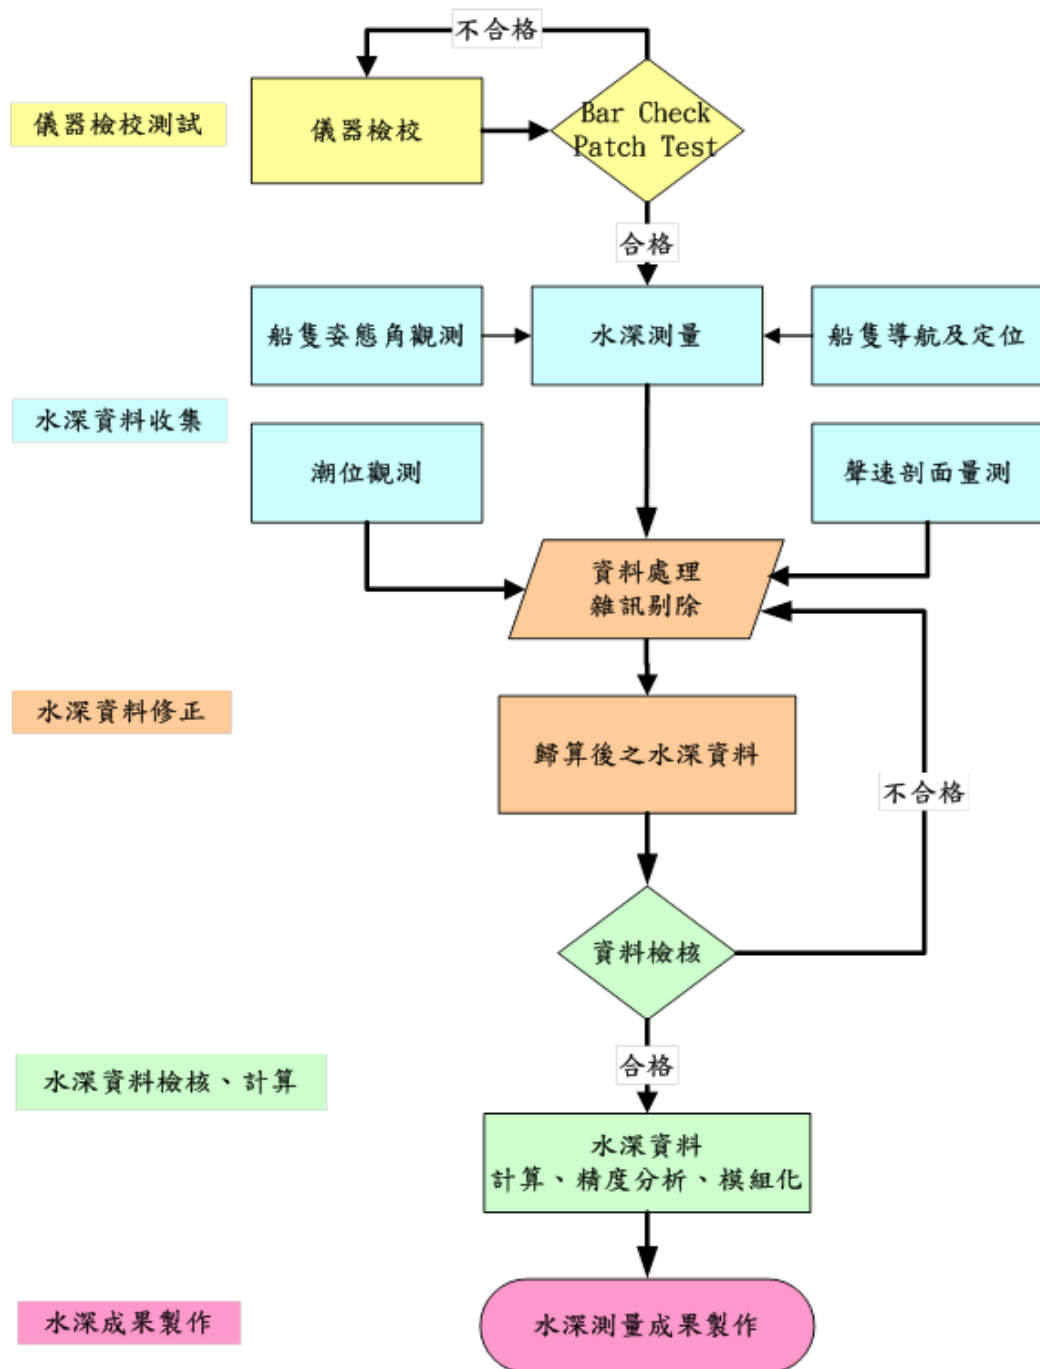 不合格
儀器檢校測試
儀器檢校
Bar Check
Patch Test
合格
船隻姿態角觀測
水深測量
船隻導航及定位
水深資料收集
潮位觀測
聲速剖面量測
資料處理
雜訊剔除
水深資料修正
歸算後之水深資料
不合格
資料檢核
合格
水深資料檢核、計算
水深資料
計算、精度分析、模組化
水深成果製作
水深測量成果製作